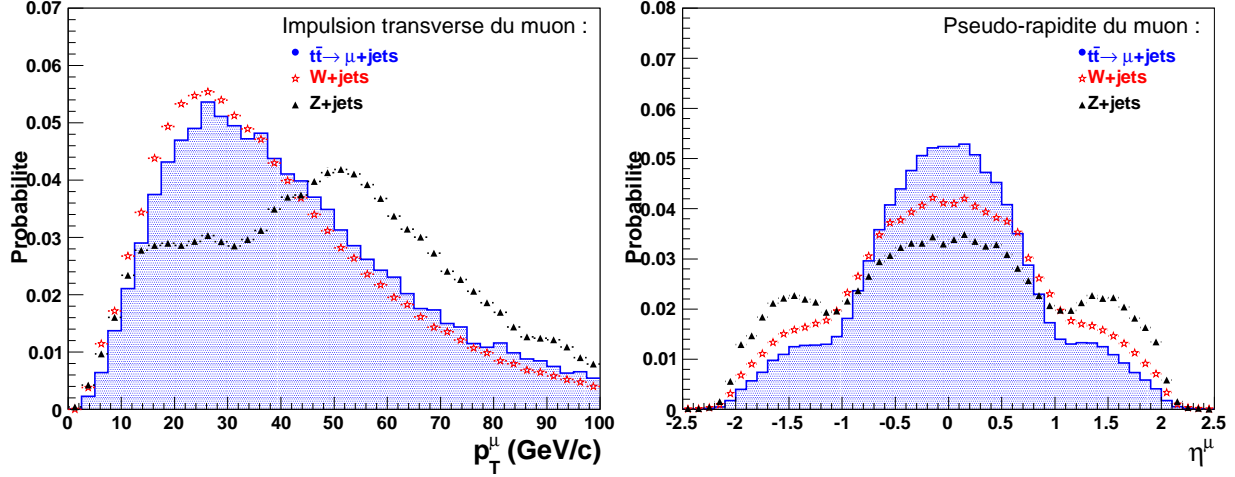 Impulsion transverse du muon :
tt̄→ μ+jets
W+jets
Z+jets
Probabilite
0.07
0.06
0.05
0.04
0.03
0.02
0.01
0
0 10 20 30 40 50 60 70 80 90 100
p_T^μ (GeV/c)
Pseudo-rapidite du muon :
tt̄→ μ+jets
W+jets
Z+jets
Probabilite
0.08
0.07
0.06
0.05
0.04
0.03
0.02
0.01
0
-2.5 -2 -1.5 -1 -0.5 0 0.5 1 1.5 2 2.5
η^μ